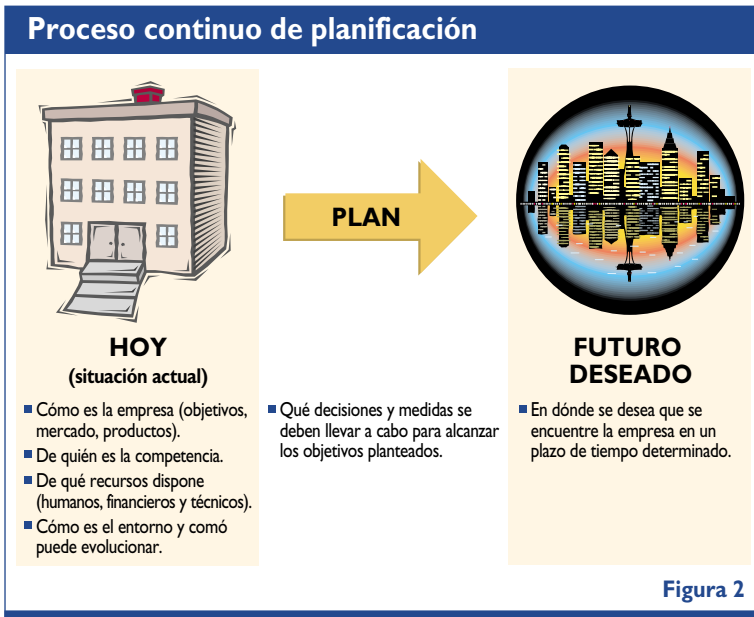 Proceso continuo de planificación
HOY
(situación actual)
Cómo es la empresa (objetivos,
mercado, productos).
De quién es la competencia.
De qué recursos dispone
(humanos, financieros y técnicos).
Cómo es el entorno y comó
puede evolucionar.
PLAN
Qué decisiones y medidas se
deben llevar a cabo para alcanzar
los objetivos planteados.
FUTURO
DESEADO
En dónde se desea que se
encuentre la empresa en un
plazo de tiempo determinado.
Figura 2